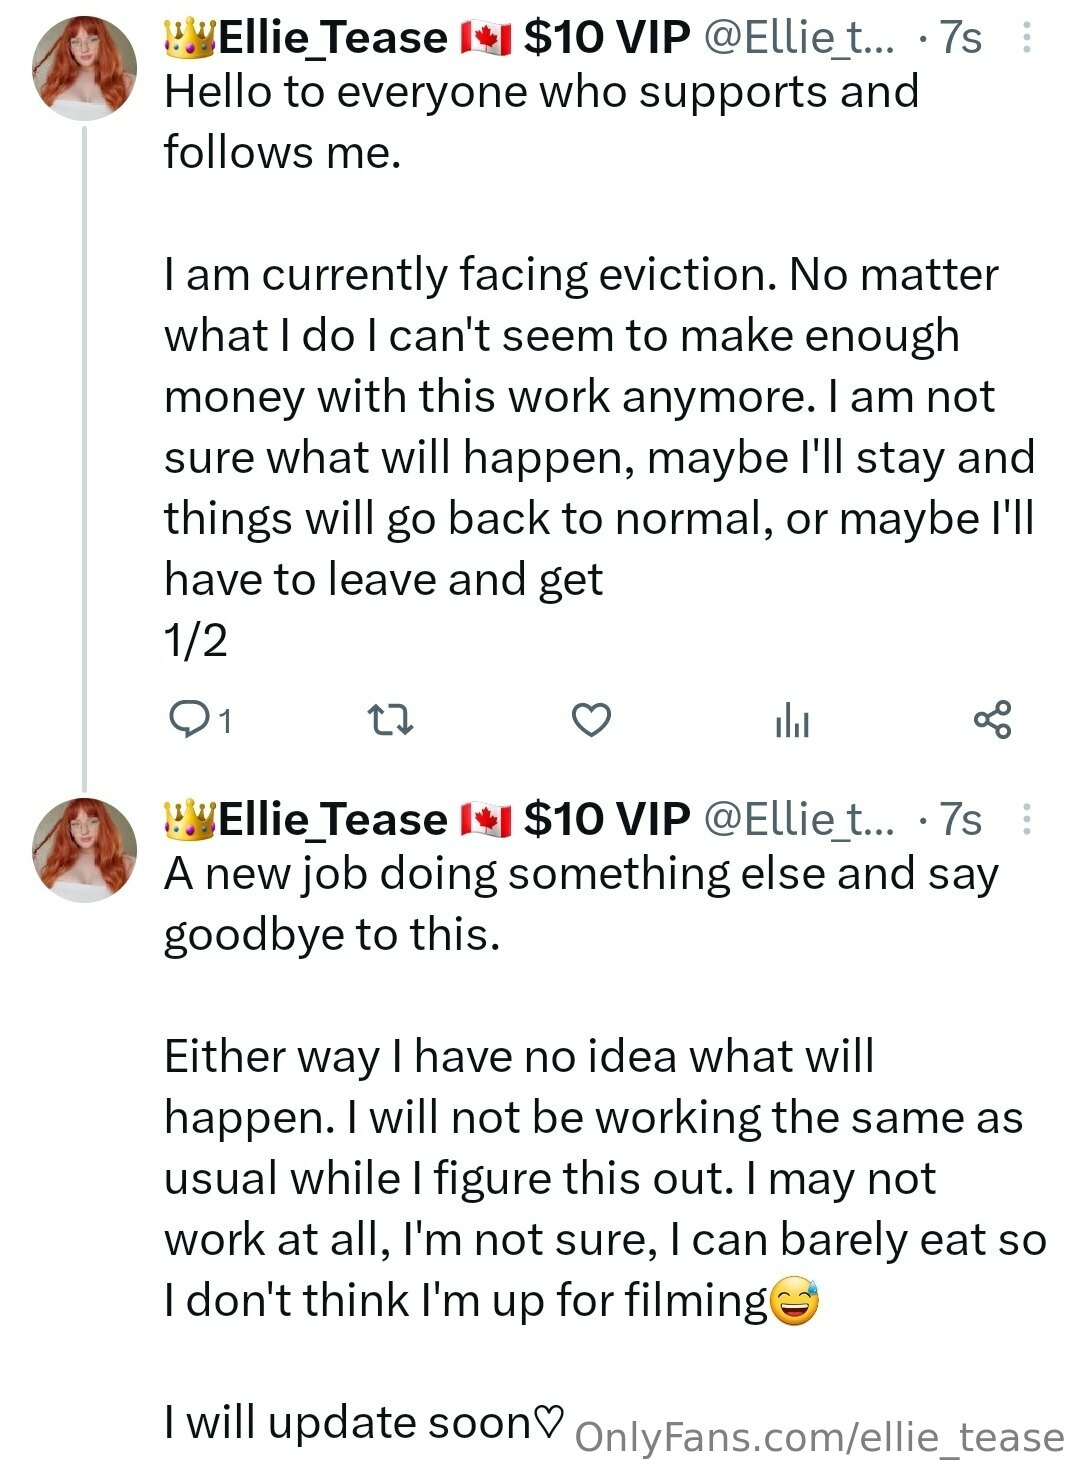 👑Ellie_Tease 🇨🇦 $10 VIP @Ellie_t... · 7s
Hello to everyone who supports and
follows me.
I am currently facing eviction. No matter
what I do I can't seem to make enough
money with this work anymore. I am not
sure what will happen, maybe I'll stay and
things will go back to normal, or maybe I'll
have to leave and get
1/2
1
👑Ellie_Tease 🇨🇦 $10 VIP @Ellie_t... · 7s
A new job doing something else and say
goodbye to this.
Either way I have no idea what will
happen. I will not be working the same as
usual while I figure this out. I may not
work at all, I'm not sure, I can barely eat so
I don't think I'm up for filming😅
I will update soon♡
OnlyFans.com/ellie_tease